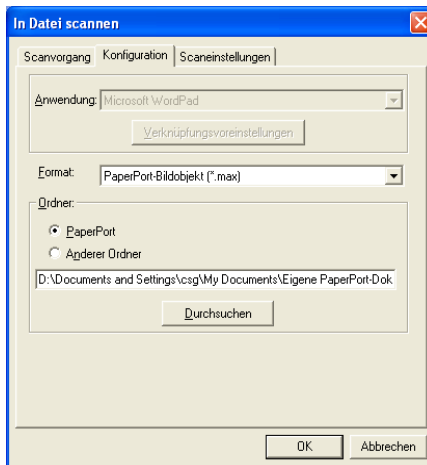 In Datei scannen
Scanvorgang Konfiguration Scaneinstellungen
Anwendung: Microsoft WordPad
Verknüpfungsvoreinstellungen
Format: PaperPort-Bildobjekt (*.max)
Ordner:
PaperPort
Anderer Ordner
D:\Documents and Settings\csg\My Documents\Eigene PaperPort-Dok
Durchsuchen
OK Abbrechen